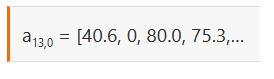 a13,0 = [40.6, 0, 80.0, 75.3,...